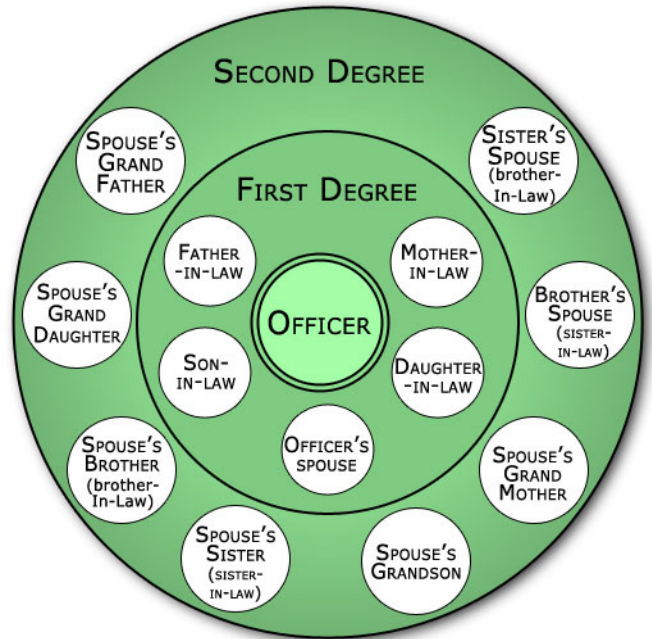 SECOND DEGREE
SPOUSE'S
GRAND
FATHER
SISTER'S
SPOUSE
(brother-
In-Law)
FIRST DEGREE
FATHER
-IN-LAW
MOTHER-
IN-LAW
OFFICER
SPOUSE'S
GRAND
DAUGHTER
BROTHER'S
SPOUSE
(SISTER-
IN-LAW)
SON-
IN-LAW
DAUGHTER
-IN-LAW
OFFICER'S
SPOUSE
SPOUSE'S
BROTHER
(brother-
In-Law)
SPOUSE'S
GRAND
MOTHER
SPOUSE'S
SISTER
(SISTER-
IN-LAW)
SPOUSE'S
GRANDSON